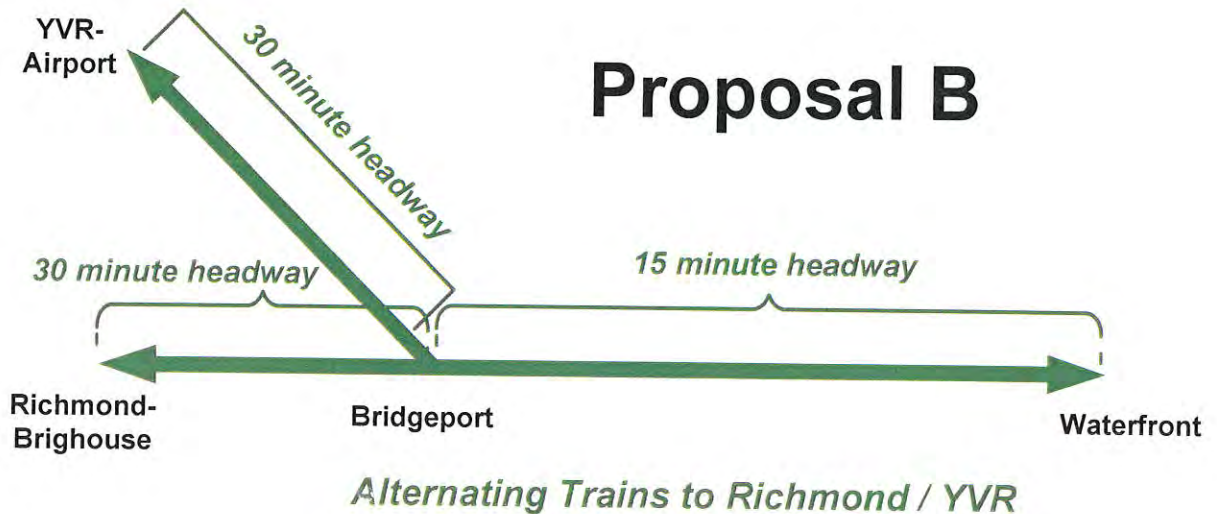 YVR-
Airport
30 minute headway
Proposal B
30 minute headway
15 minute headway
Richmond-
Brighouse
Bridgeport
Waterfront
Alternating Trains to Richmond / YVR